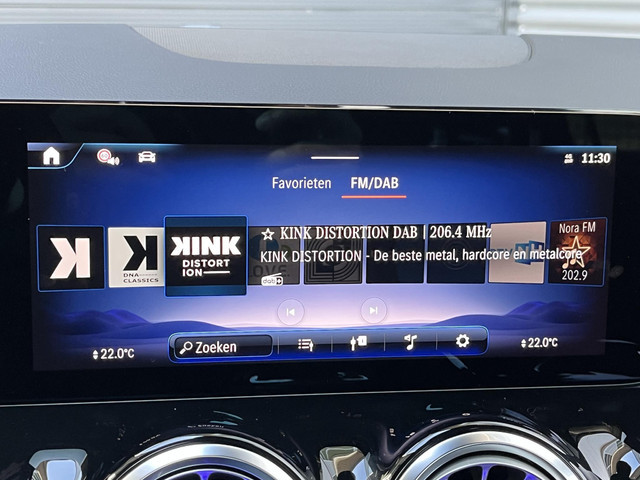 11:30
Favorieten FM/DAB
KINK
DISTORT
ION
DNA
CLASSICS
☆ KINK DISTORTION DAB | 206.4 MHz
KINK DISTORTION - De beste metal, hardcore en metalcore
dab+
Nora FM
202.9
22.0°C
Zoeken
22.0°C